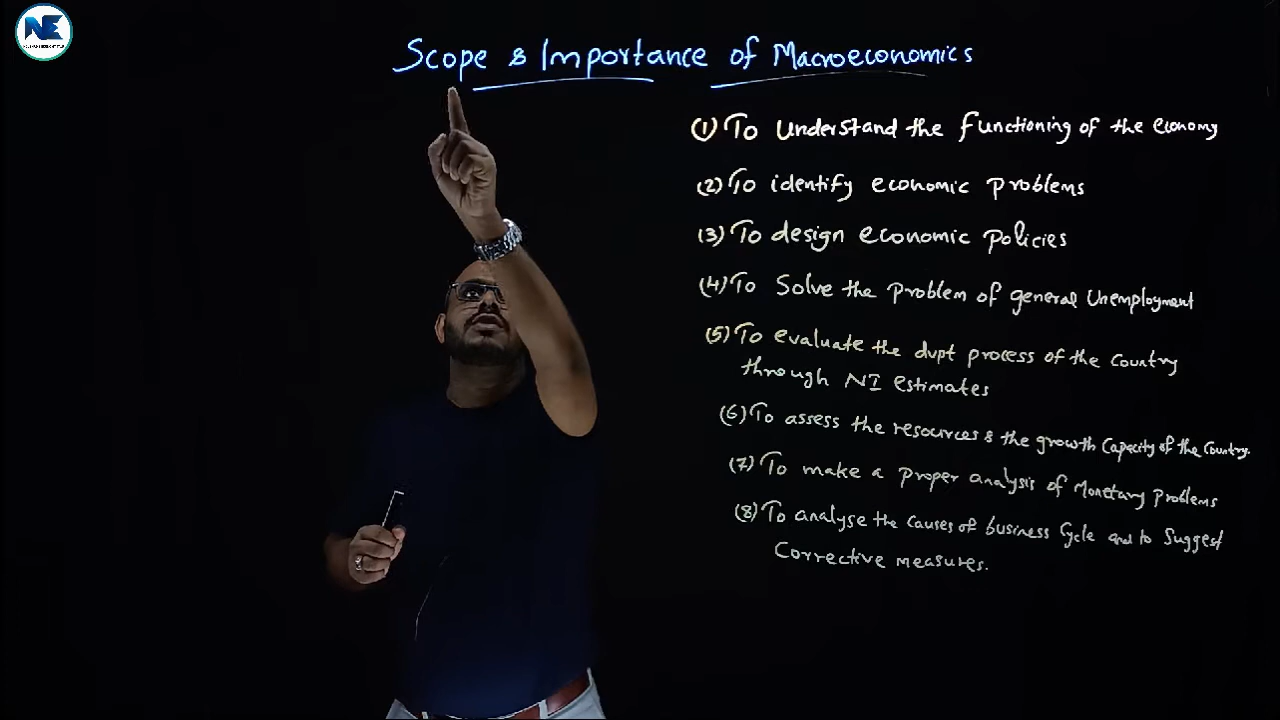 NE
Scope & Importance of Macroeconomics
(1) To understand the functioning of the economy
(2) To identify economic problems
(3) To design economic policies
(4) To Solve the problem of general Unemployment
(5) To evaluate the dvpt process of the Country
through NI estimates
(6) To assess the resources & the growth Capacity of the Country.
(7) To make a proper analysis of Monetary Problems
(8) To analyse the causes of business Cycle and to Suggest
Corrective measures.